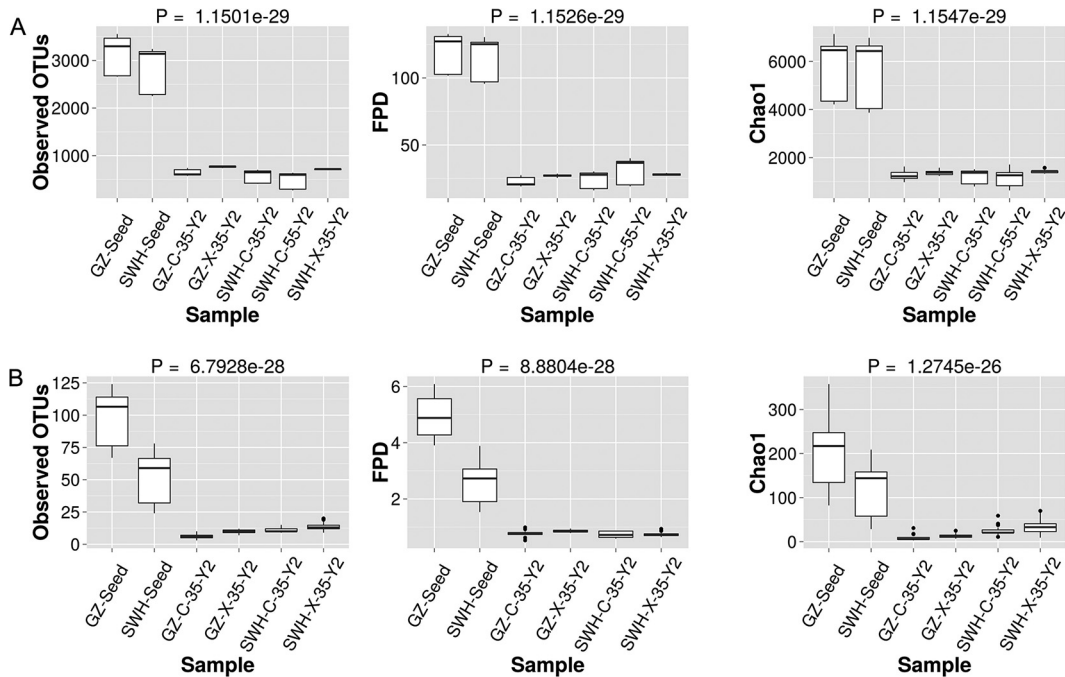 A
P = 1.1501e-29
Observed OTUs
3000
2000
1000
GZ-Seed
SWH-Seed
GZ-C-35-Y2
GZ-X-35-Y2
SWH-C-35-Y2
SWH-C-55-Y2
SWH-X-35-Y2
Sample
P = 1.1526e-29
FPD
100
50
GZ-Seed
SWH-Seed
GZ-C-35-Y2
GZ-X-35-Y2
SWH-C-35-Y2
SWH-C-55-Y2
SWH-X-35-Y2
Sample
P = 1.1547e-29
Chao1
6000
4000
2000
GZ-Seed
SWH-Seed
GZ-C-35-Y2
GZ-X-35-Y2
SWH-C-35-Y2
SWH-C-55-Y2
SWH-X-35-Y2
Sample
B
P = 6.7928e-28
Observed OTUs
125
100
75
50
25
0
GZ-Seed
SWH-Seed
GZ-C-35-Y2
GZ-X-35-Y2
SWH-C-35-Y2
SWH-X-35-Y2
Sample
P = 8.8804e-28
FPD
6
4
2
GZ-Seed
SWH-Seed
GZ-C-35-Y2
GZ-X-35-Y2
SWH-C-35-Y2
SWH-X-35-Y2
Sample
P = 1.2745e-26
Chao1
300
200
100
0
GZ-Seed
SWH-Seed
GZ-C-35-Y2
GZ-X-35-Y2
SWH-C-35-Y2
SWH-X-35-Y2
Sample